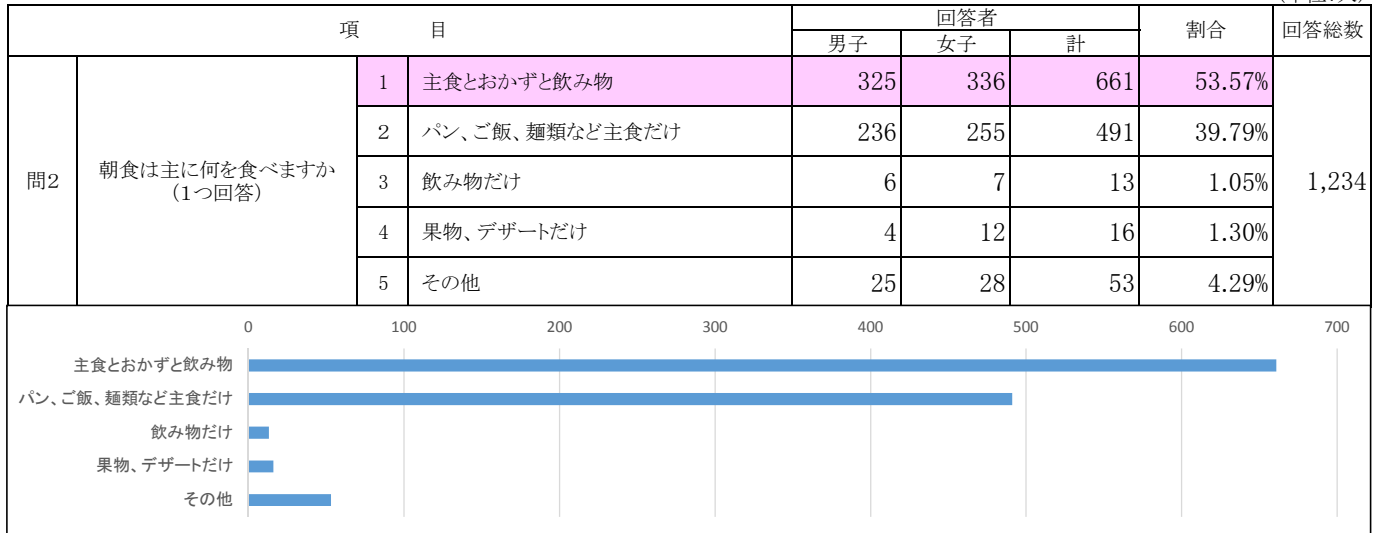 項 目 回答者 割合 回答総数
男子 女子 計
問2 朝食は主に何を食べますか
(1つ回答)
1 主食とおかずと飲み物 325 336 661 53.57%
2 パン、ご飯、麺類など主食だけ 236 255 491 39.79%
3 飲み物だけ 6 7 13 1.05% 1,234
4 果物、デザートだけ 4 12 16 1.30%
5 その他 25 28 53 4.29%
0 100 200 300 400 500 600 700
主食とおかずと飲み物
パン、ご飯、麺類など主食だけ
飲み物だけ
果物、デザートだけ
その他